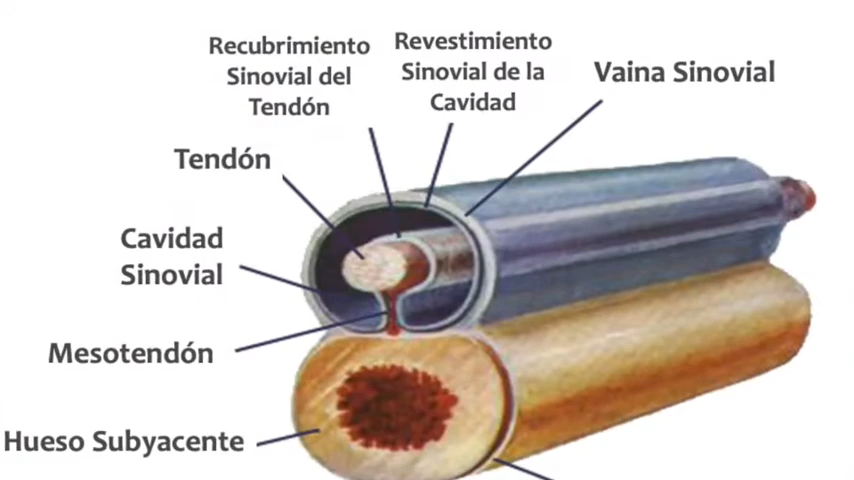 Recubrimiento
Sinovial del
Tendón
Revestimiento
Sinovial de la
Cavidad
Vaina Sinovial
Tendón
Cavidad
Sinovial
Mesotendón
Hueso Subyacente